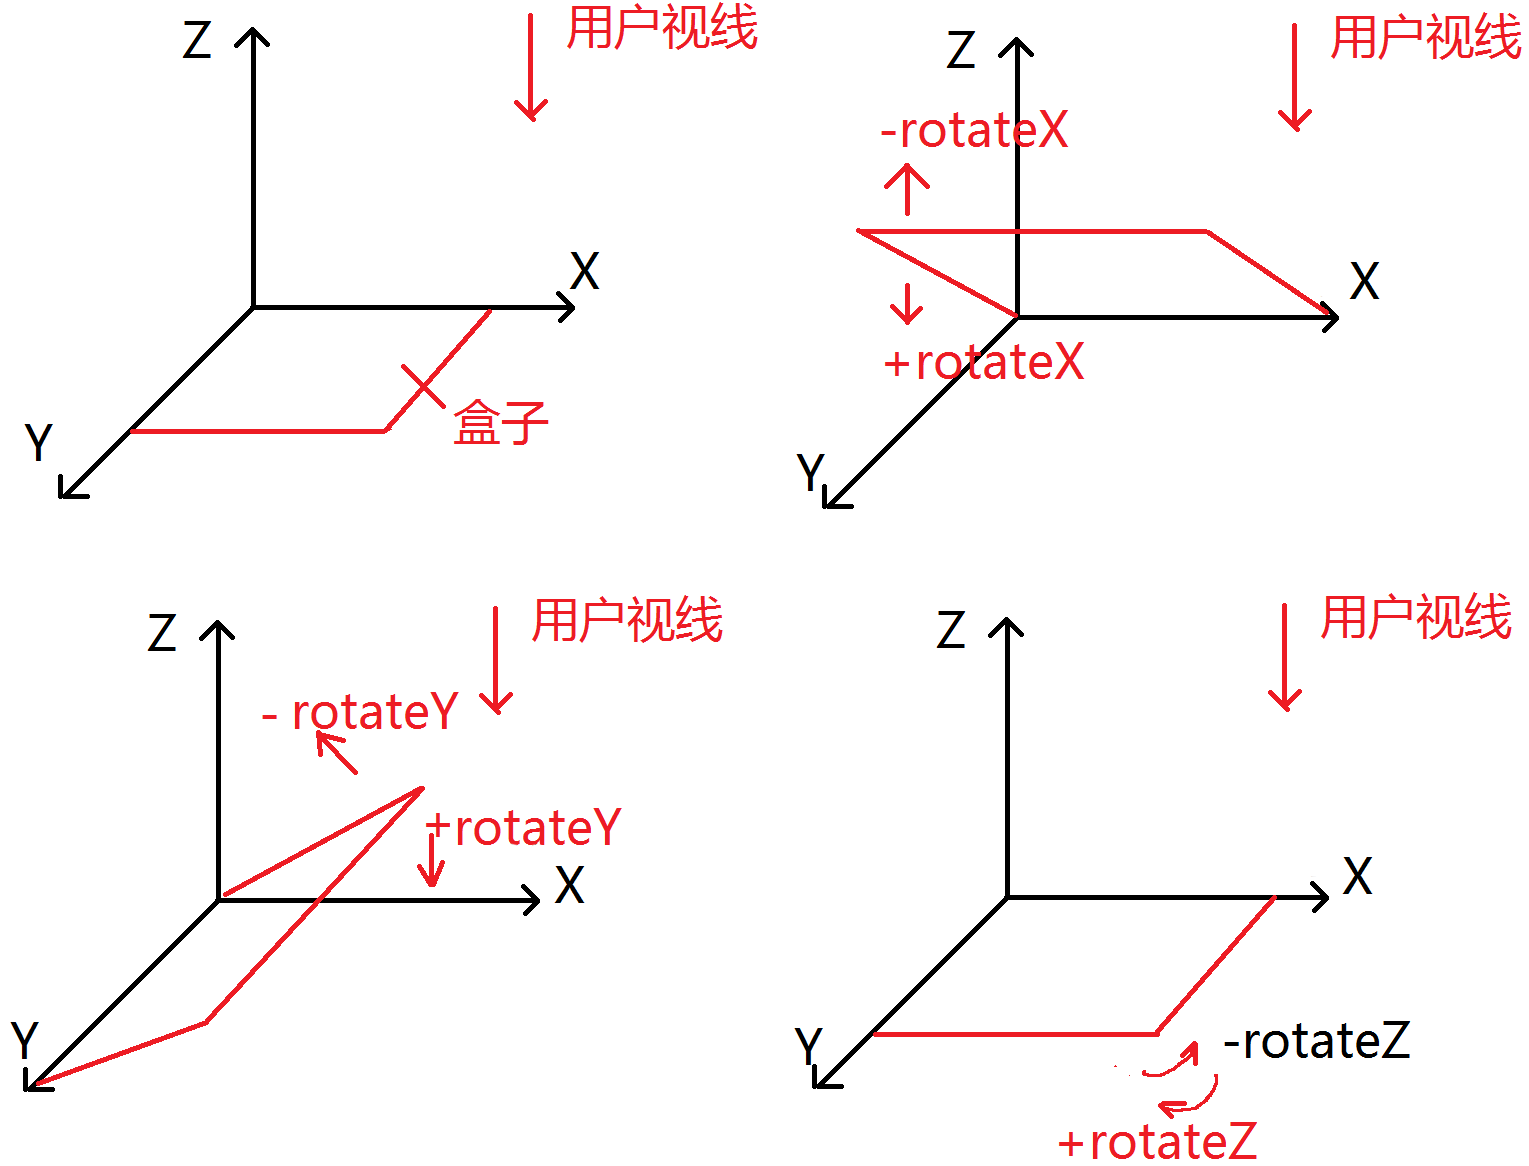 Z
用户视线
X
Y
盒子
Z
用户视线
-rotateX
X
+rotateX
Y
Z
用户视线
- rotateY
+rotateY
X
Y
Z
用户视线
X
Y
-rotateZ
+rotateZ